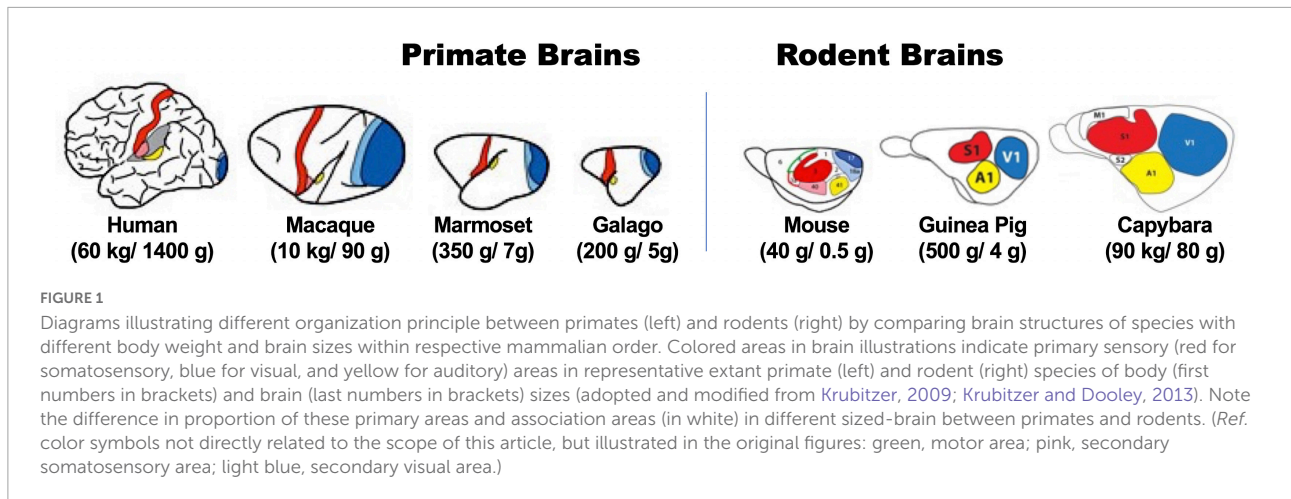 Primate Brains
Rodent Brains
M1
S1
V1
S2
A1
S1
V1
A1
6
1
17
3
18a
40
41
Human
(60 kg/ 1400 g)
Macaque
(10 kg/ 90 g)
Marmoset
(350 g/ 7g)
Galago
(200 g/ 5g)
Mouse
(40 g/ 0.5 g)
Guinea Pig
(500 g/ 4 g)
Capybara
(90 kg/ 80 g)
FIGURE 1
Diagrams illustrating different organization principle between primates (left) and rodents (right) by comparing brain structures of species with
different body weight and brain sizes within respective mammalian order. Colored areas in brain illustrations indicate primary sensory (red for
somatosensory, blue for visual, and yellow for auditory) areas in representative extant primate (left) and rodent (right) species of body (first
numbers in brackets) and brain (last numbers in brackets) sizes (adopted and modified from Krubitzer, 2009; Krubitzer and Dooley, 2013). Note
the difference in proportion of these primary areas and association areas (in white) in different sized-brain between primates and rodents. (Ref.
color symbols not directly related to the scope of this article, but illustrated in the original figures: green, motor area; pink, secondary
somatosensory area; light blue, secondary visual area.)